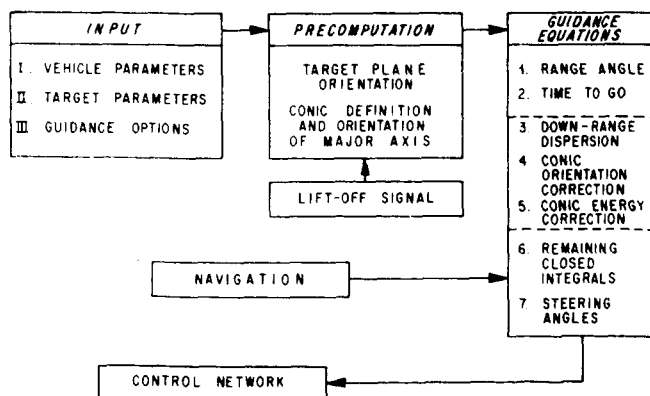 INPUT
I. VEHICLE PARAMETERS
II. TARGET PARAMETERS
III. GUIDANCE OPTIONS
PRECOMPUTATION
TARGET PLANE
ORIENTATION
CONIC DEFINITION
AND ORIENTATION
OF MAJOR AXIS
LIFT-OFF SIGNAL
GUIDANCE
EQUATIONS
1. RANGE ANGLE
2. TIME TO GO
3. DOWN-RANGE
DISPERSION
4 CONIC
ORIENTATION
CORRECTION
5. CONIC ENERGY
CORRECTION
6. REMAINING
CLOSED
INTEGRALS
7. STEERING
ANGLES
NAVIGATION
CONTROL NETWORK